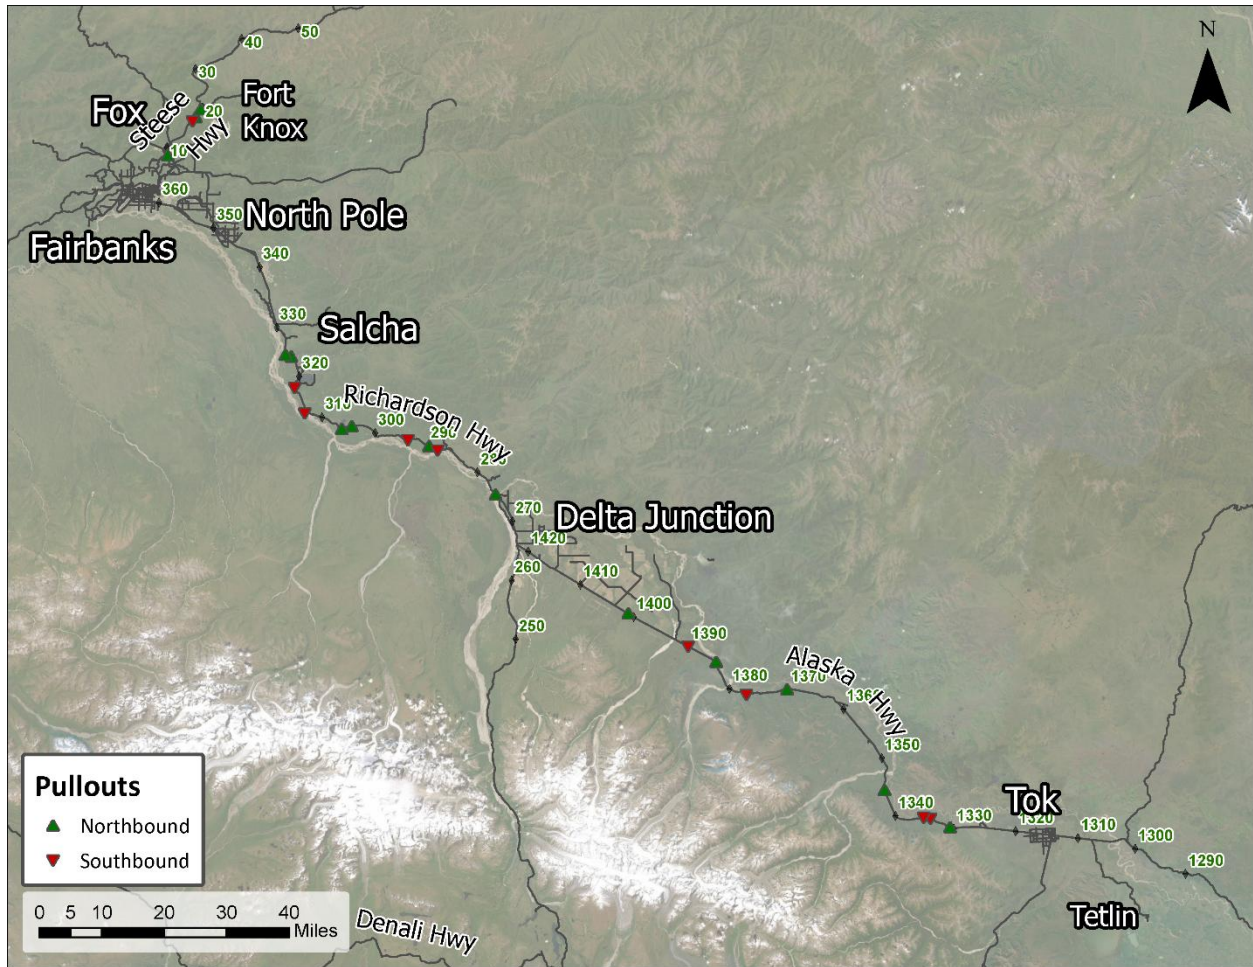 N
50
40
30
Fort
Knox
20
Fox
Steese
Hwy
10
360
350
North Pole
Fairbanks
340
330
Salcha
320
310
Richardson Hwy
300
290
280
270
Delta Junction
1420
260
1410
1400
250
1390
1380
Alaska Hwy
1370
1360
1350
1340
1330
Tok
1320
1310
1300
1290
Tetlin
Pullouts
Northbound
Southbound
0 5 10 20 30 40
Miles
Denali Hwy